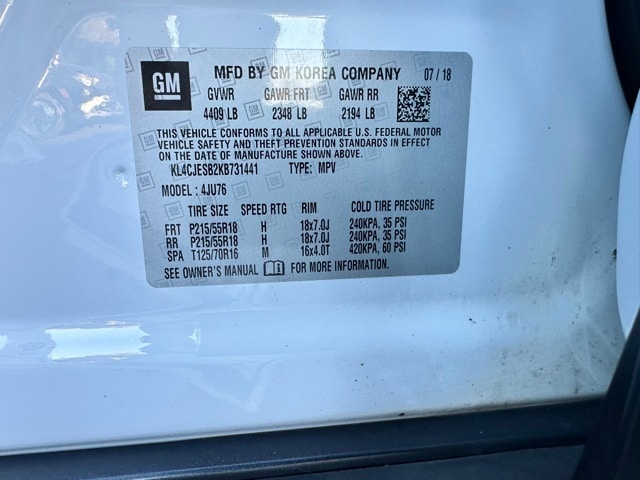 GM MFD BY GM KOREA COMPANY 07/18
GVWR GAWR FRT GAWR RR
4409 LB 2348 LB 2194 LB
THIS VEHICLE CONFORMS TO ALL APPLICABLE U.S. FEDERAL MOTOR
VEHICLE SAFETY AND THEFT PREVENTION STANDARDS IN EFFECT
ON THE DATE OF MANUFACTURE SHOWN ABOVE.
KL4CJESB2KB731441 TYPE: MPV
MODEL: 4JU76
TIRE SIZE SPEED RTG RIM COLD TIRE PRESSURE
FRT P215/55R18 H 18x7.0J 240KPA, 35 PSI
RR P215/55R18 H 18x7.0J 240KPA, 35 PSI
SPA T125/70R16 M 16x4.0T 420KPA, 60 PSI
SEE OWNER'S MANUAL FOR MORE INFORMATION.